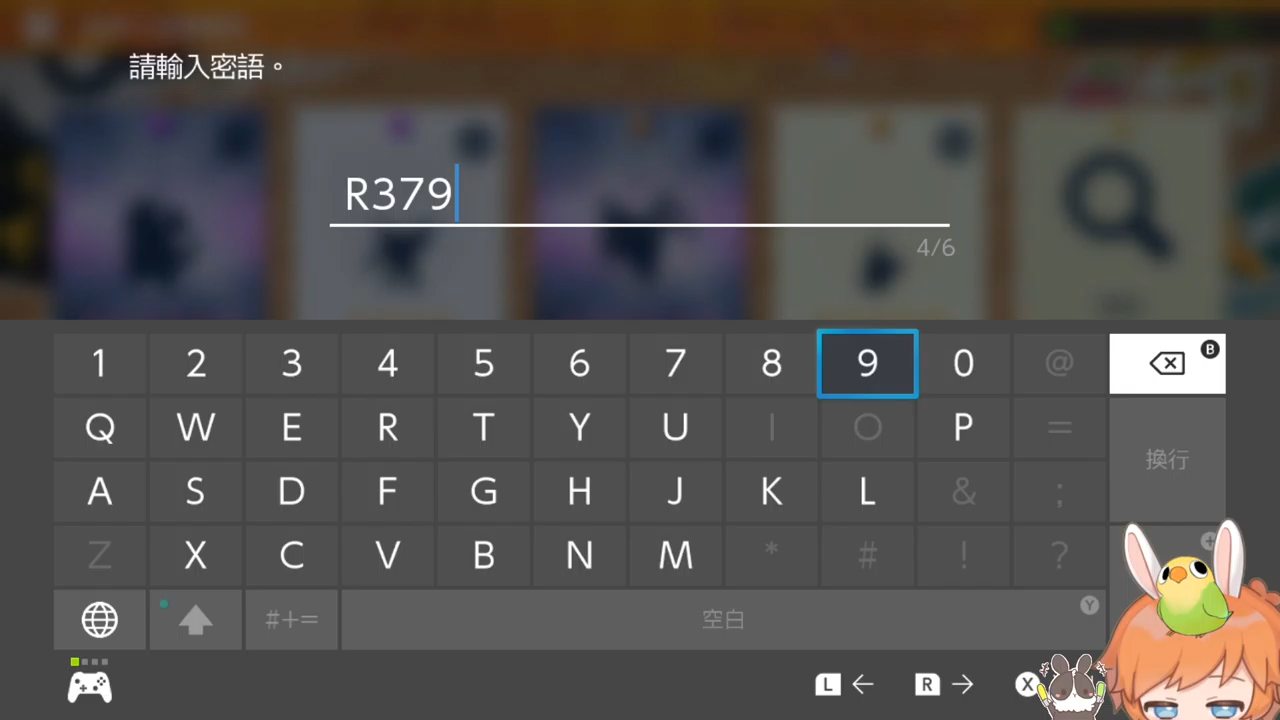 請輸入密語。
R379
4/6
1 2 3 4 5 6 7 8 9 0 @ B
Q W E R T Y U I O P = 換行
A S D F G H J K L & ;
Z X C V B N M * # ! ? +
#+= 空白 Y
L ← R → X